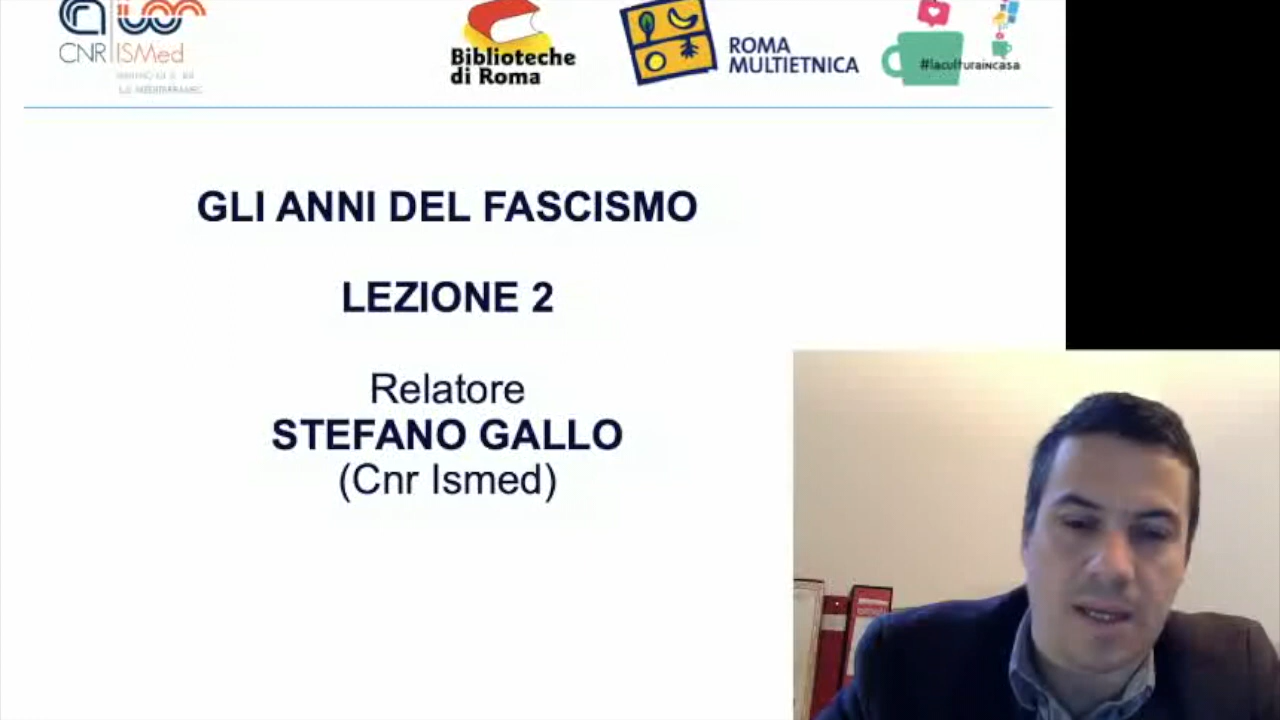 CNR ISMed
Biblioteche
di Roma
ROMA
MULTIETNICA
#laculturaincasa
GLI ANNI DEL FASCISMO
LEZIONE 2
Relatore
STEFANO GALLO
(Cnr Ismed)